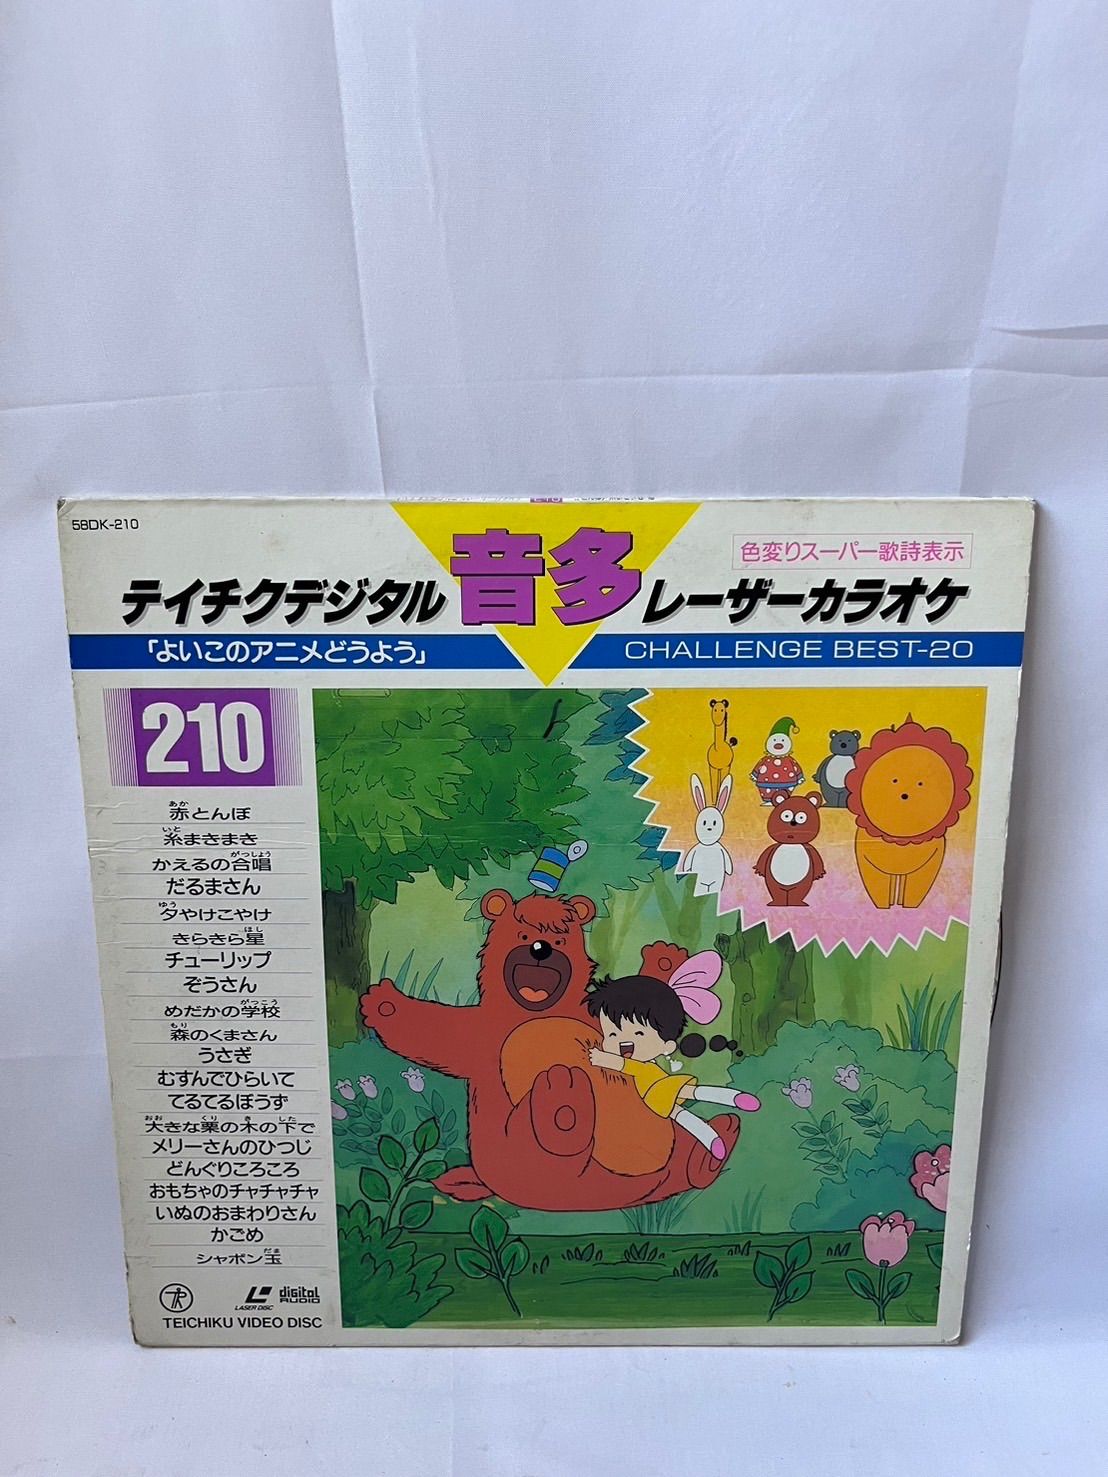 58DK-210
音多
色変りスーパー歌詩表示
テイチクデジタル
レーザーカラオケ
「よいこのアニメどうよう」
CHALLENGE BEST-20
210
赤とんぼ
糸まきまき
かえるの合唱
だるまさん
夕やけこやけ
きらきら星
チューリップ
ぞうさん
めだかの学校
森のくまさん
うさぎ
むすんでひらいて
てるてるぼうず
大きな栗の木の下で
メリーさんのひつじ
どんぐりころころ
おもちゃのチャチャチャ
いぬのおまわりさん
かごめ
シャボン玉
LASER DISC
digital AUDIO
TEICHIKU VIDEO DISC